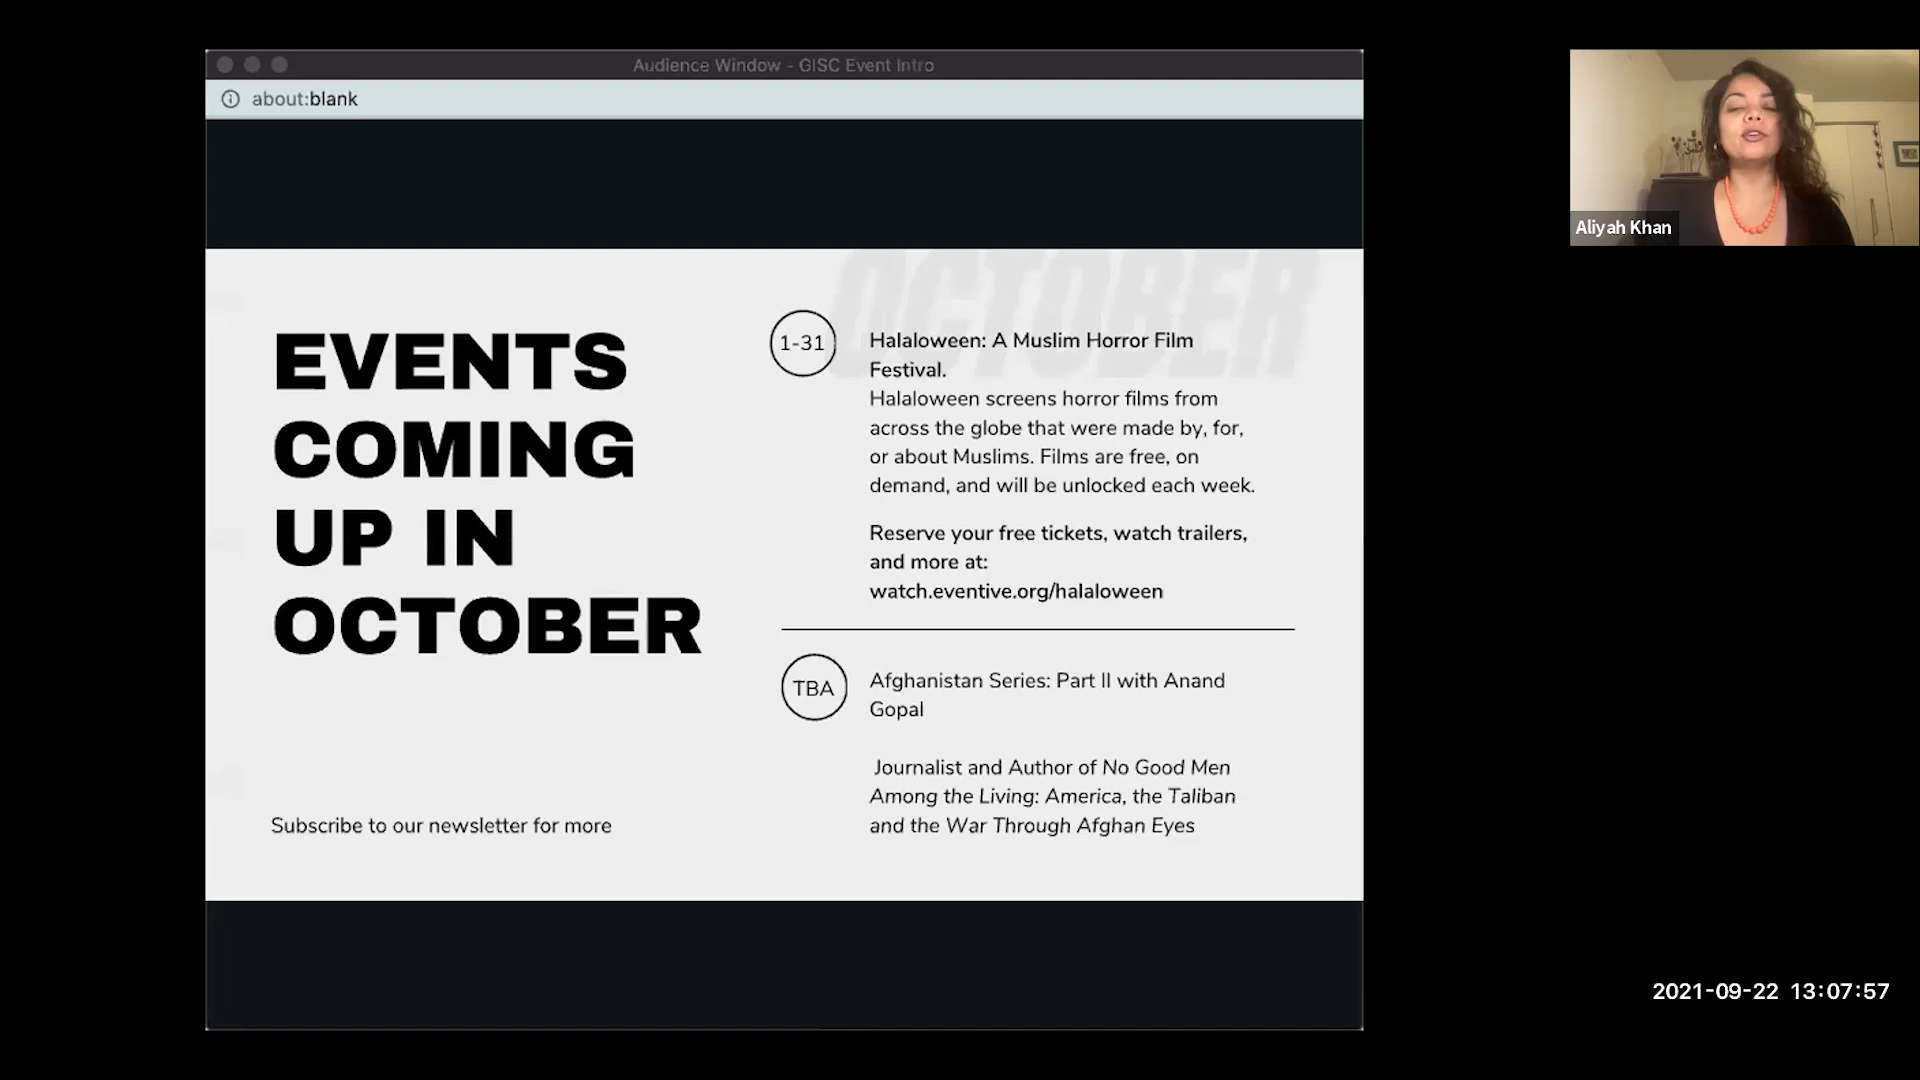 Audience Window - GISC Event Intro
about:blank
OCTOBER
EVENTS
COMING
UP IN
OCTOBER
Subscribe to our newsletter for more
1-31
Halaloween: A Muslim Horror Film
Festival.
Halaloween screens horror films from
across the globe that were made by, for,
or about Muslims. Films are free, on
demand, and will be unlocked each week.
Reserve your free tickets, watch trailers,
and more at:
watch.eventive.org/halaloween
TBA
Afghanistan Series: Part II with Anand
Gopal
Journalist and Author of No Good Men
Among the Living: America, the Taliban
and the War Through Afghan Eyes
Aliyah Khan
2021-09-22 13:07:57